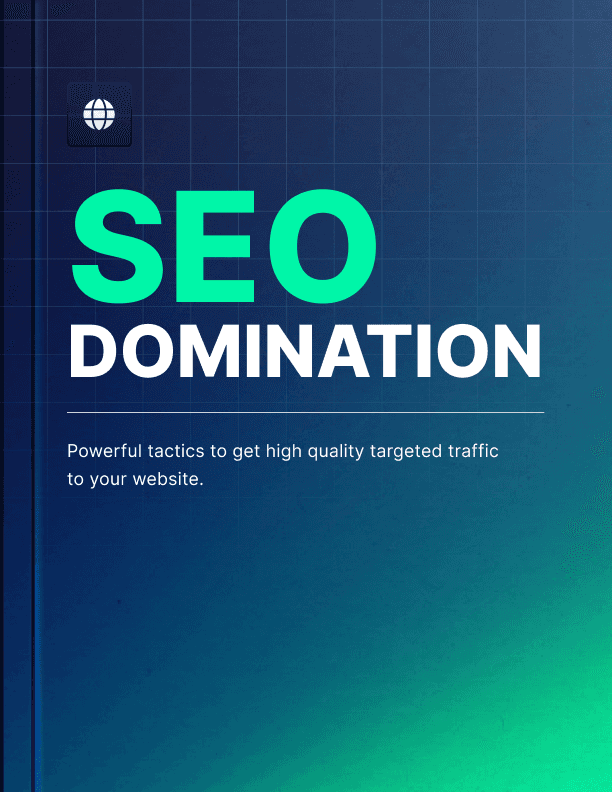 SEO
DOMINATION
Powerful tactics to get high quality targeted traffic
to your website.